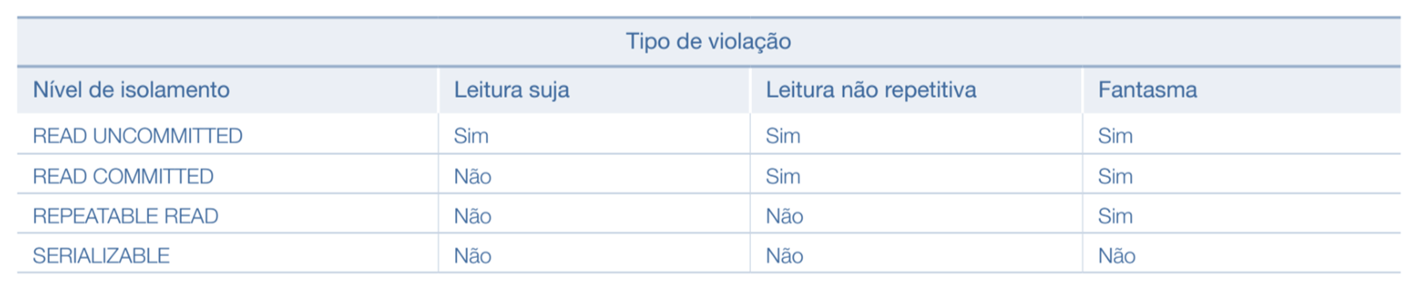 Tipo de violação
Nível de isolamento Leitura suja Leitura não repetitiva Fantasma
READ UNCOMMITTED Sim Sim Sim
READ COMMITTED Não Sim Sim
REPEATABLE READ Não Não Sim
SERIALIZABLE Não Não Não